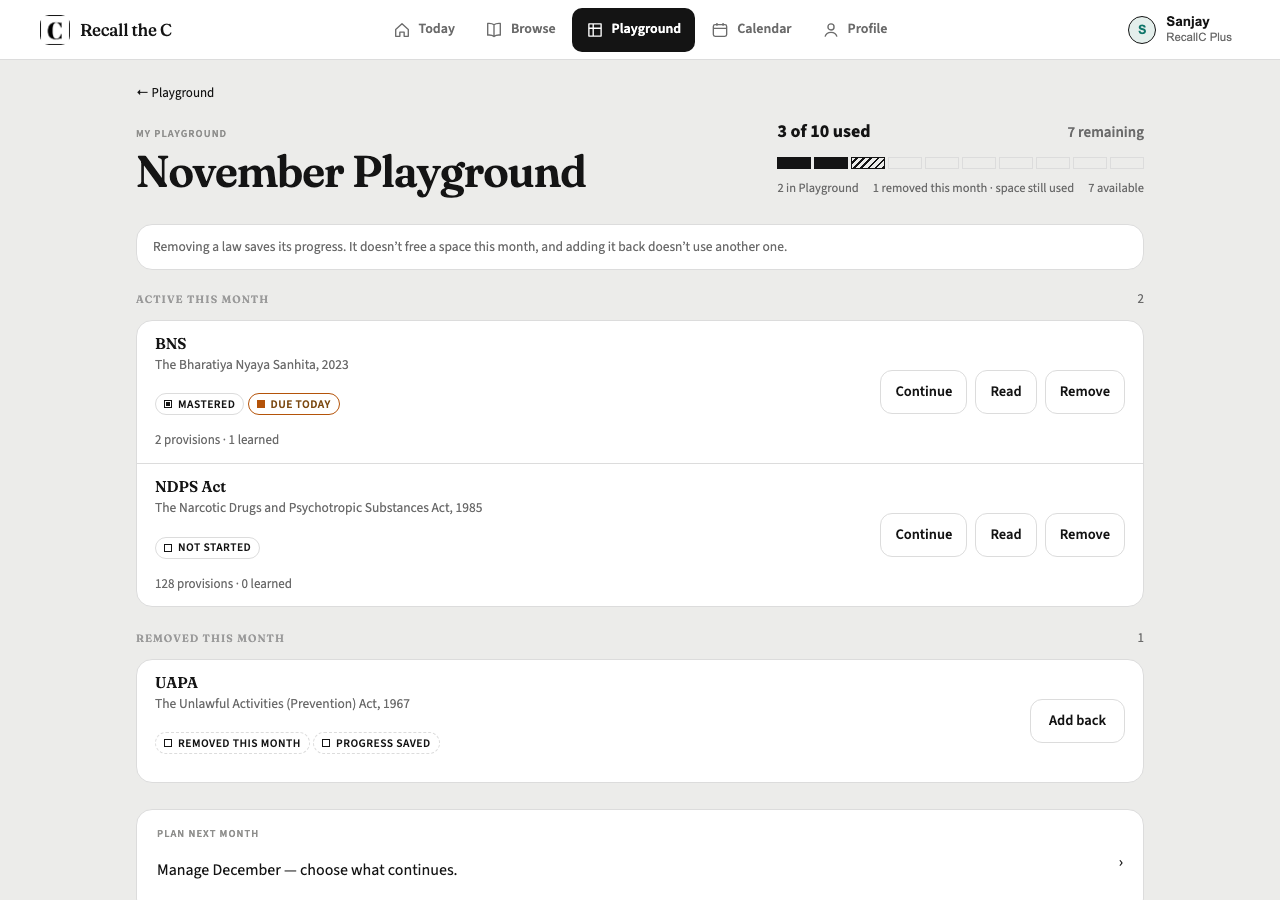 C Recall the C
Today
Browse
Playground
Calendar
Profile
S
Sanjay
RecallC Plus
← Playground
MY PLAYGROUND
November Playground
3 of 10 used
7 remaining
2 in Playground
1 removed this month · space still used
7 available
Removing a law saves its progress. It doesn’t free a space this month, and adding it back doesn’t use another one.
ACTIVE THIS MONTH
2
BNS
The Bharatiya Nyaya Sanhita, 2023
MASTERED
DUE TODAY
2 provisions · 1 learned
Continue
Read
Remove
NDPS Act
The Narcotic Drugs and Psychotropic Substances Act, 1985
NOT STARTED
128 provisions · 0 learned
Continue
Read
Remove
REMOVED THIS MONTH
1
UAPA
The Unlawful Activities (Prevention) Act, 1967
REMOVED THIS MONTH
PROGRESS SAVED
Add back
PLAN NEXT MONTH
Manage December — choose what continues.
›